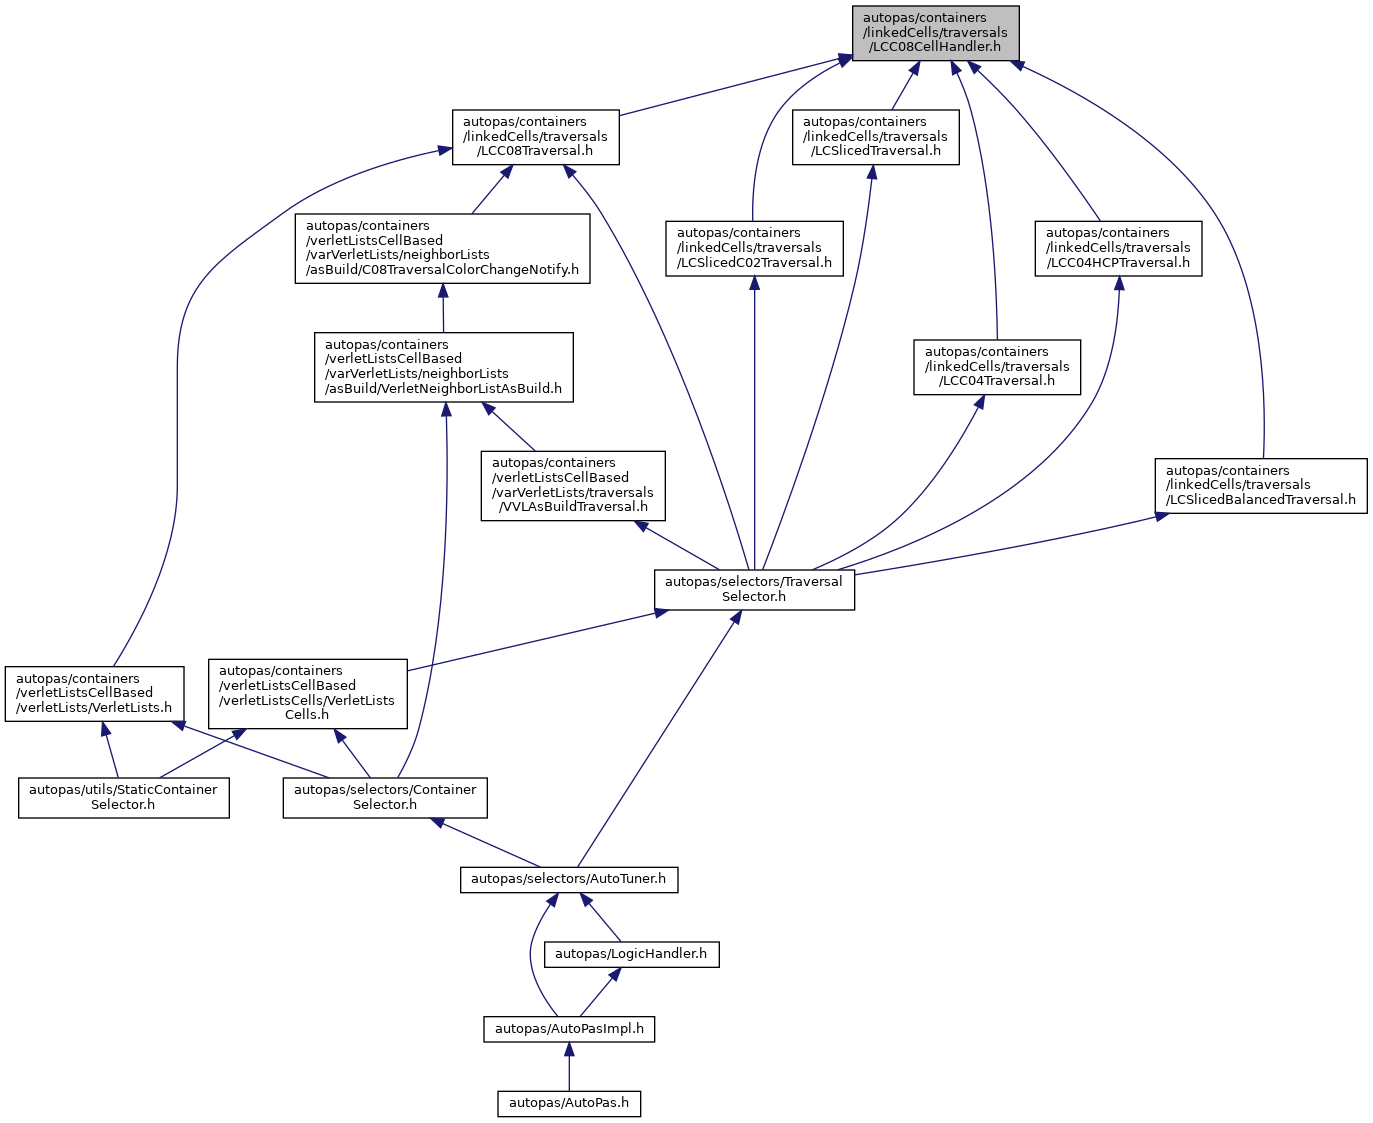 autopas/containers
/linkedCells/traversals
/LCC08CellHandler.h
autopas/containers
/linkedCells/traversals
/LCC08Traversal.h
autopas/containers
/linkedCells/traversals
/LCSlicedTraversal.h
autopas/containers
/verletListsCellBased
/varVerletLists/neighborLists
/asBuild/C08TraversalColorChangeNotify.h
autopas/containers
/linkedCells/traversals
/LCSlicedC02Traversal.h
autopas/containers
/linkedCells/traversals
/LCC04HCPTraversal.h
autopas/containers
/verletListsCellBased
/varVerletLists/neighborLists
/asBuild/VerletNeighborListAsBuild.h
autopas/containers
/linkedCells/traversals
/LCC04Traversal.h
autopas/containers
/verletListsCellBased
/varVerletLists/traversals
/VVLAsBuildTraversal.h
autopas/containers
/linkedCells/traversals
/LCSlicedBalancedTraversal.h
autopas/selectors/Traversal
Selector.h
autopas/containers
/verletListsCellBased
/verletLists/VerletLists.h
autopas/containers
/verletListsCellBased
/verletListsCells/VerletLists
Cells.h
autopas/utils/StaticContainer
Selector.h
autopas/selectors/Container
Selector.h
autopas/selectors/AutoTuner.h
autopas/LogicHandler.h
autopas/AutoPasImpl.h
autopas/AutoPas.h